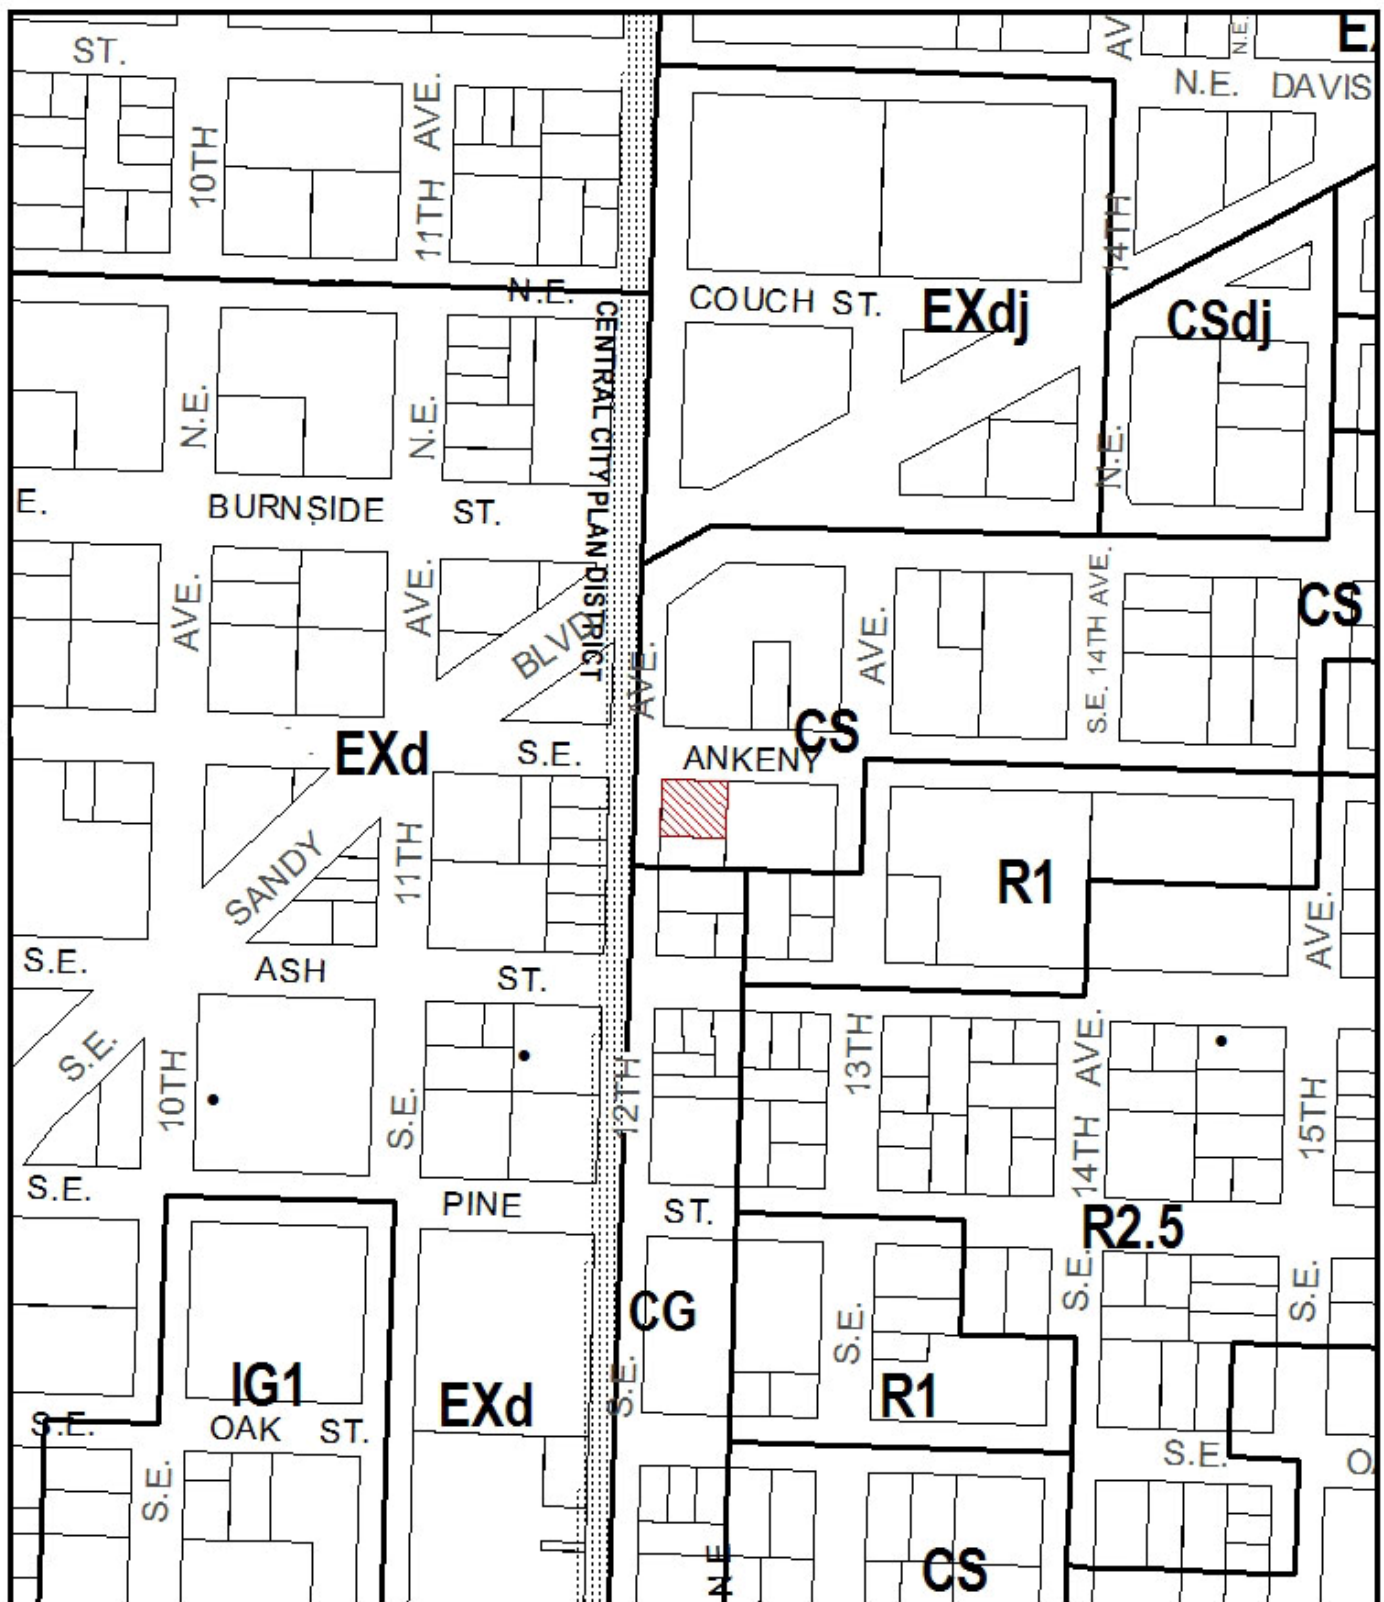 AV
N.E.
E
ST.
N.E. DAVIS
10TH
11TH AVE.
14TH
N.E.
COUCH ST.
EXdj
CSdj
CENTRAL CITY PLAN DISTRICT
N.E.
N.E.
N.E.
E.
BURNSIDE ST.
AVE.
AVE.
BLVD
AVE.
AVE.
S.E. 14TH AVE.
CS
EXd
S.E.
ANKENY
CS
SANDY
11TH
R1
AVE.
S.E.
ASH
ST.
S.E.
10TH
S.E.
12TH
13TH
14TH AVE.
15TH
S.E.
PINE
ST.
R2.5
S.E.
S.E.
S.E.
CG
IG1
EXd
S.E.
R1
S.E.
OAK ST.
S.E.
S.E.
O
N.E
CS